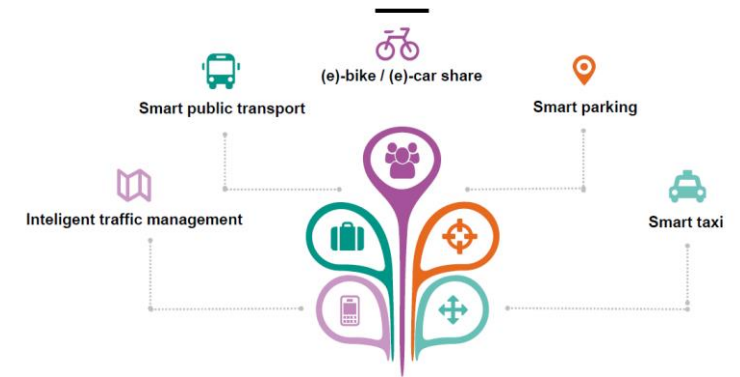 (e)-bike / (e)-car share
Smart public transport
Smart parking
Inteligent traffic management
Smart taxi